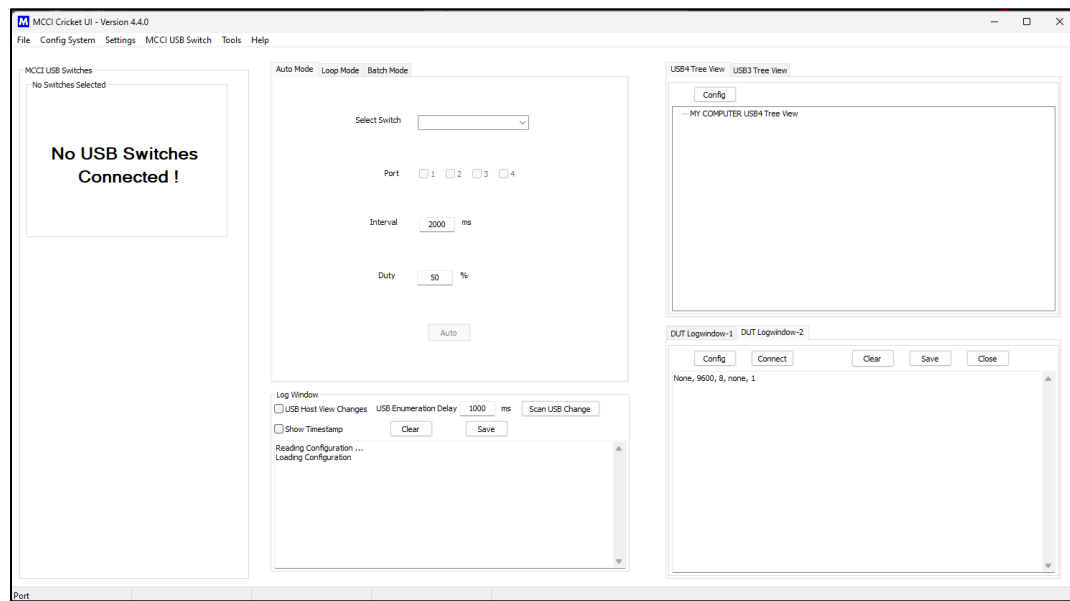 MCCI Cricket UI - Version 4.4.0
File Config System Settings MCCI USB Switch Tools Help
MCCI USB Switches
No Switches Selected
No USB Switches
Connected !
Auto Mode Loop Mode Batch Mode
Select Switch
Port 1 2 3 4
Interval 2000 ms
Duty 50 %
Auto
Log Window
USB Host View Changes USB Enumeration Delay 1000 ms Scan USB Change
Show Timestamp Clear Save
Reading Configuration ...
Loading Configuration
USB4 Tree View USB3 Tree View
Config
MY COMPUTER USB4 Tree View
DUT Logwindow-1 DUT Logwindow-2
Config Connect Clear Save Close
None, 9600, 8, none, 1
Port